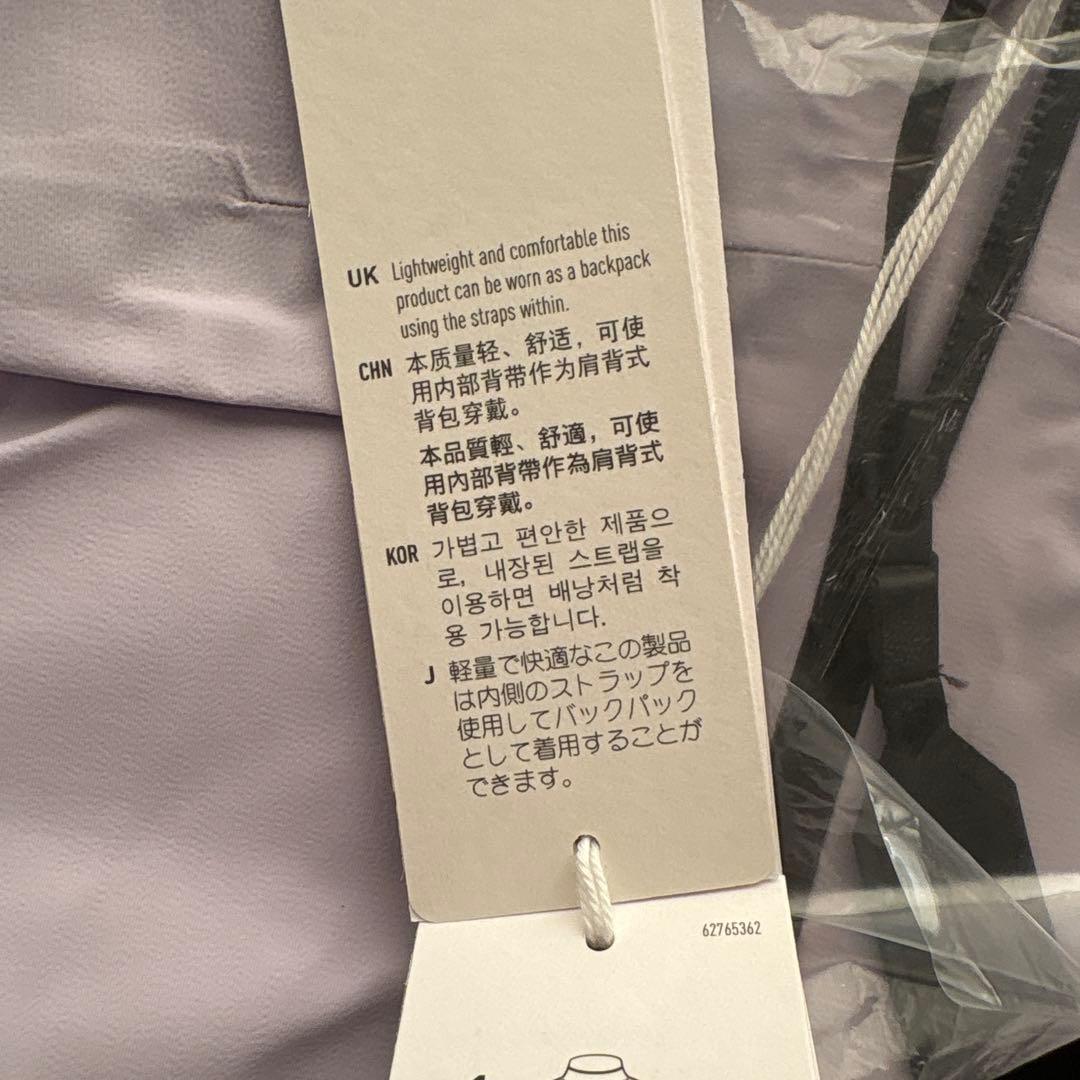 UK Lightweight and comfortable this
product can be worn as a backpack
using the straps within.
CHN 本质量轻、舒适，可使
用内部背帶作为肩背式
背包穿戴。
本品質輕、舒適，可使
用內部背帶作為肩背式
背包穿戴。
KOR 가볍고 편안한 제품으
로, 내장된 스트랩을
이용하면 배낭처럼 착
용 가능합니다.
J 軽量で快適なこの製品
は内側のストラップを
使用してバックパック
として着用することが
できます。
62765362